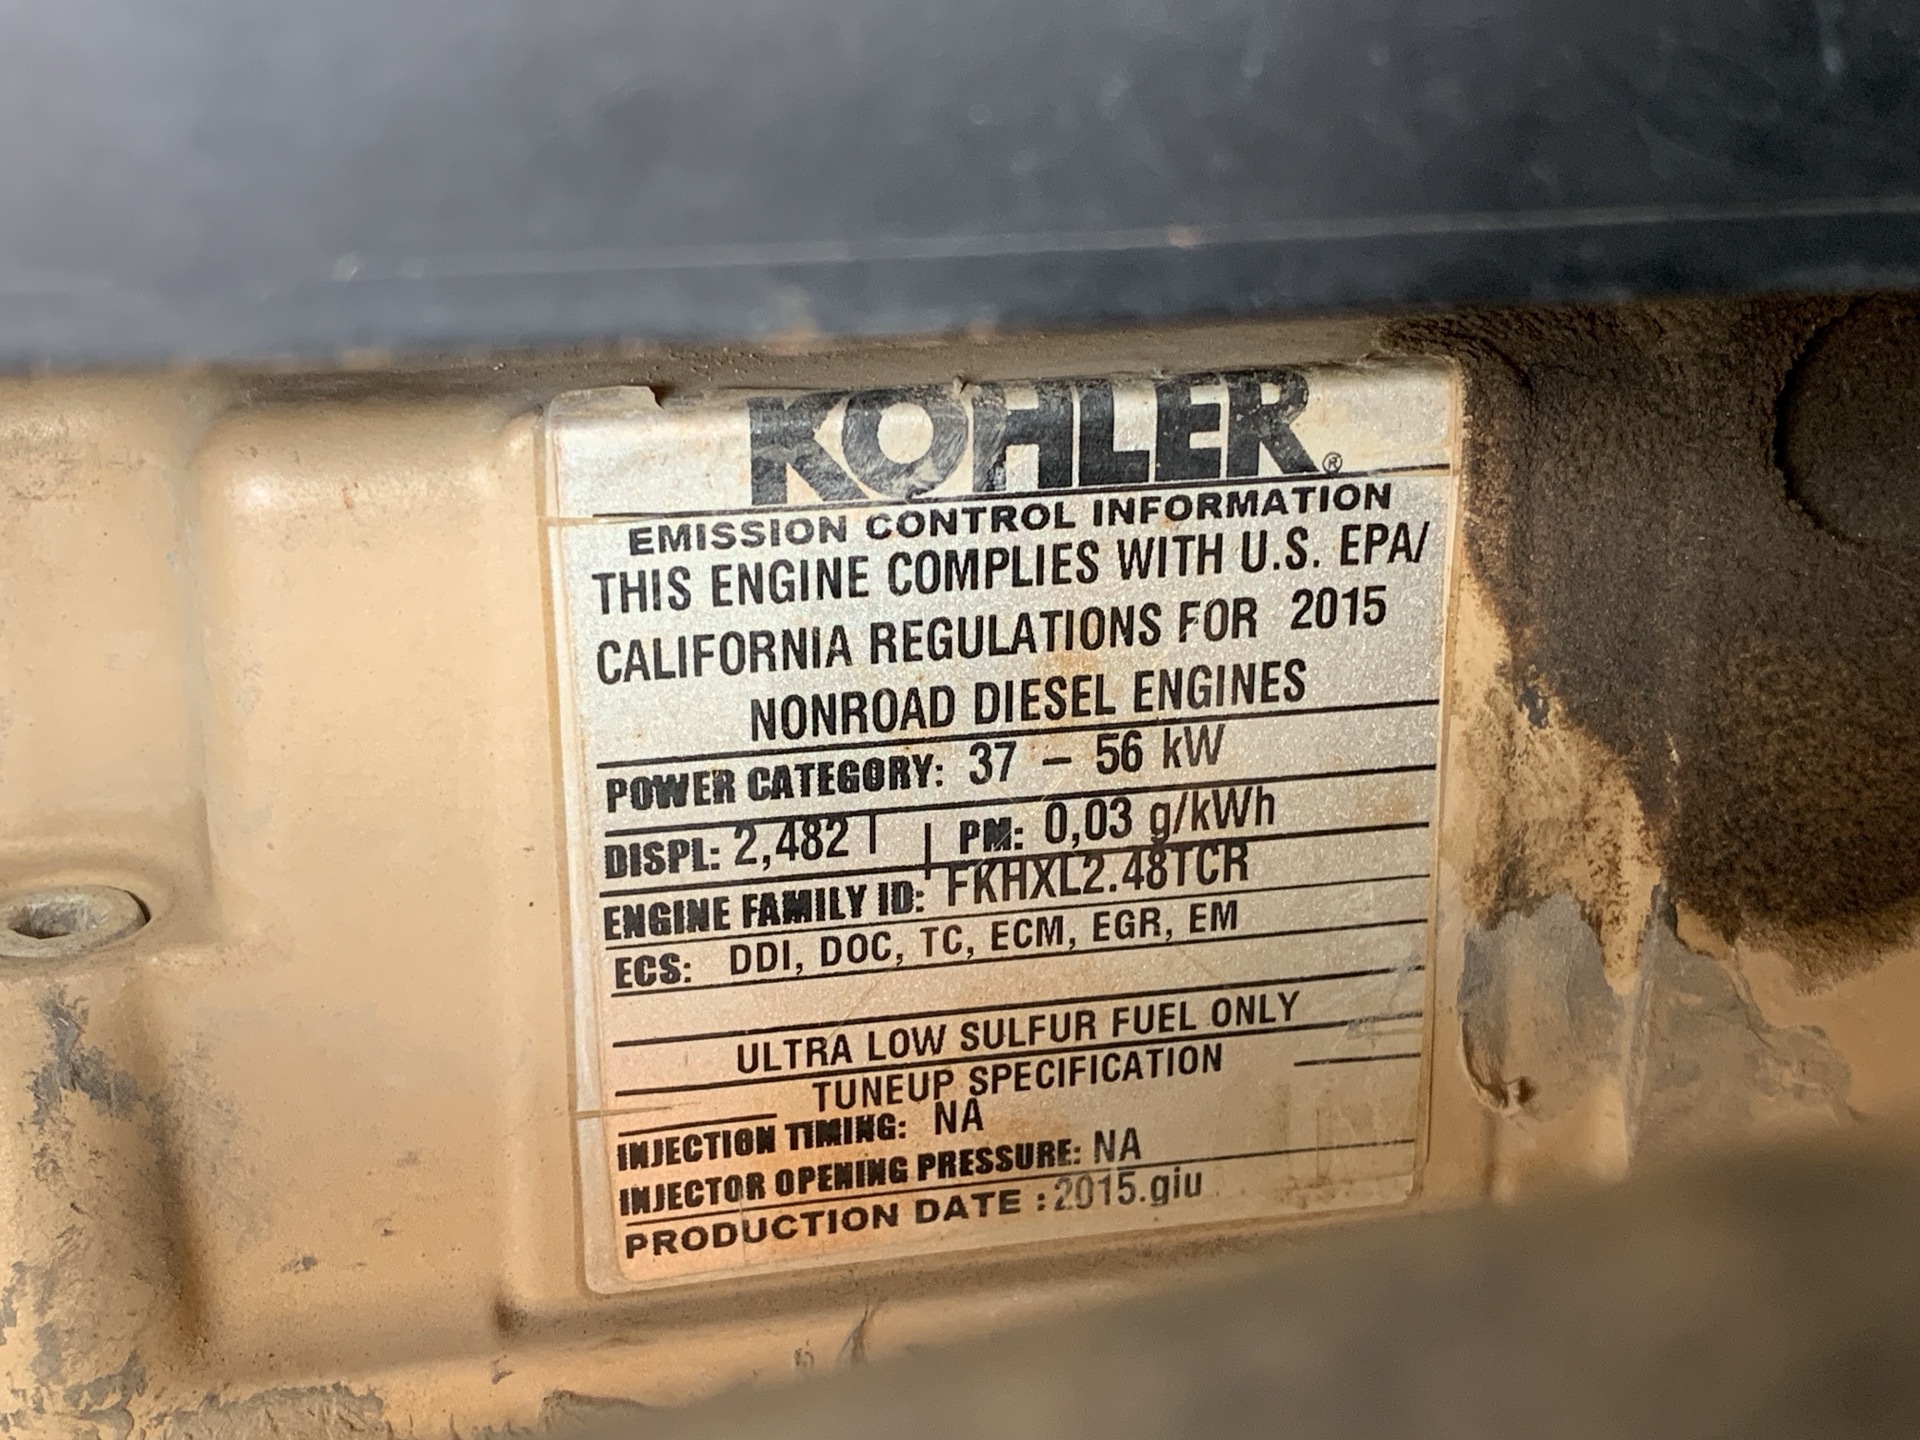 KOHLER®
EMISSION CONTROL INFORMATION
THIS ENGINE COMPLIES WITH U.S. EPA/
CALIFORNIA REGULATIONS FOR 2015
NONROAD DIESEL ENGINES
POWER CATEGORY: 37 – 56 kW
DISPL: 2,482 l | PM: 0,03 g/kWh
ENGINE FAMILY ID: FKHXL2.48TCR
ECS: DDI, DOC, TC, ECM, EGR, EM
ULTRA LOW SULFUR FUEL ONLY
TUNEUP SPECIFICATION
INJECTION TIMING: NA
INJECTOR OPENING PRESSURE: NA
PRODUCTION DATE : 2015.giu